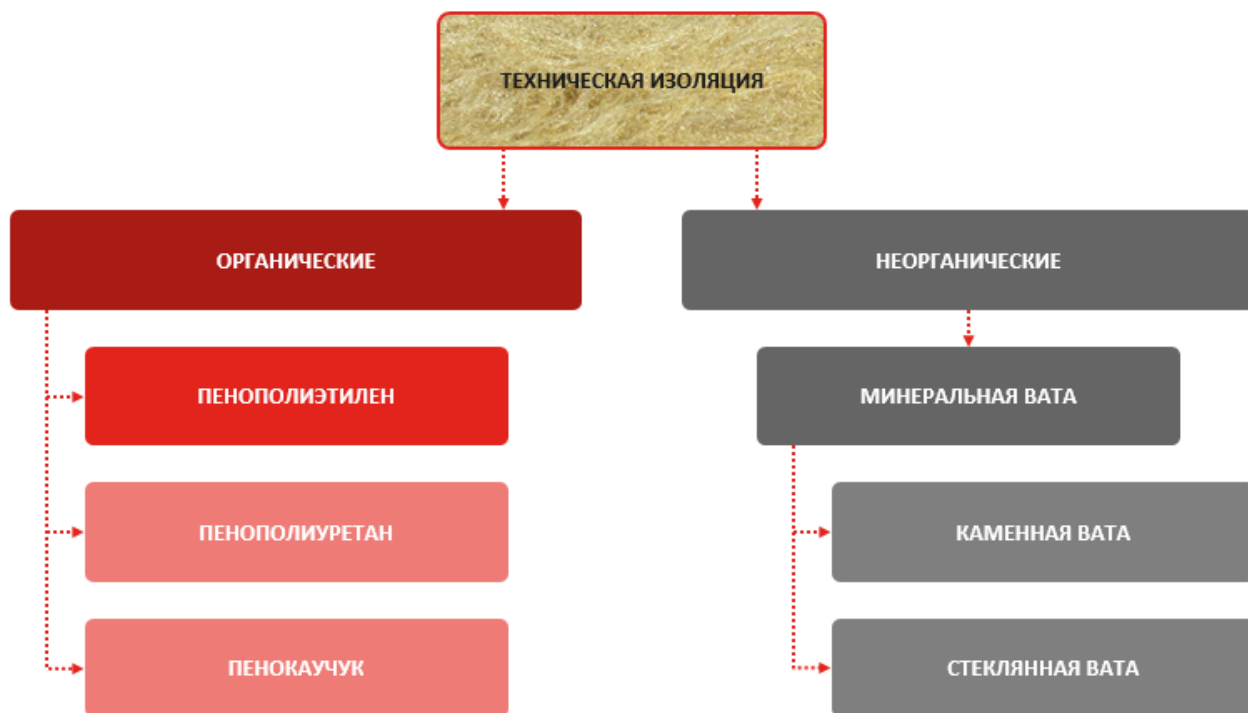 ТЕХНИЧЕСКАЯ ИЗОЛЯЦИЯ
ОРГАНИЧЕСКИЕ
НЕОРГАНИЧЕСКИЕ
ПЕНОПОЛИЭТИЛЕН
МИНЕРАЛЬНАЯ ВАТА
ПЕНОПОЛИУРЕТАН
КАМЕННАЯ ВАТА
ПЕНОКАУЧУК
СТЕКЛЯННАЯ ВАТА